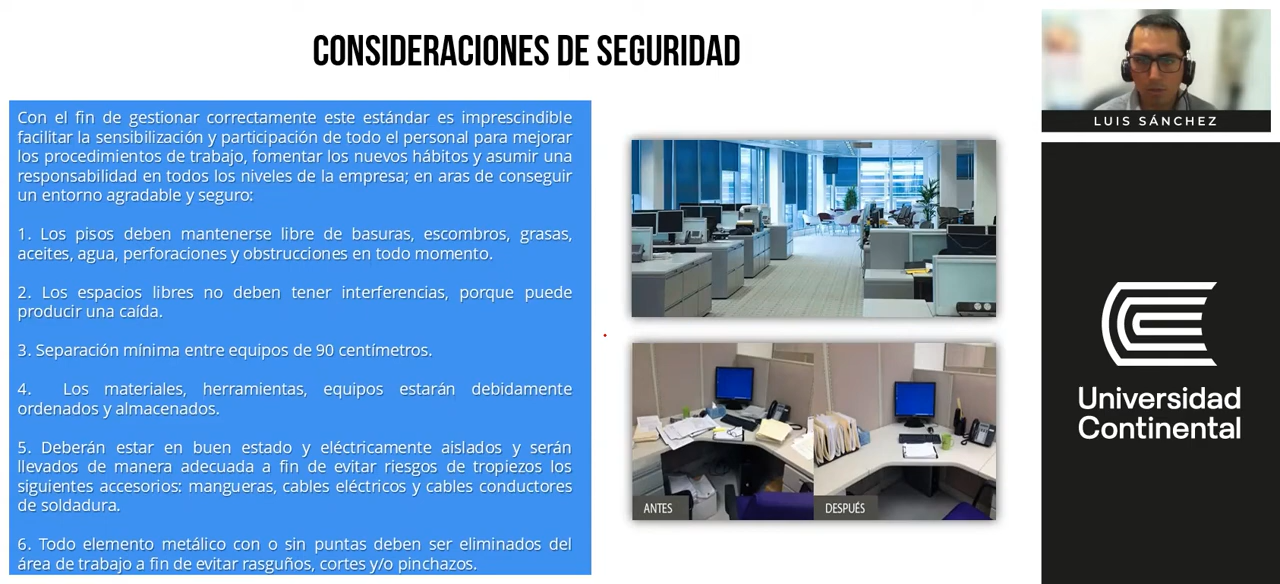 CONSIDERACIONES DE SEGURIDAD
Con el fin de gestionar correctamente este estándar es imprescindible
facilitar la sensibilización y participación de todo el personal para mejorar
los procedimientos de trabajo, fomentar los nuevos hábitos y asumir una
responsabilidad en todos los niveles de la empresa; en aras de conseguir
un entorno agradable y seguro:
1. Los pisos deben mantenerse libre de basuras, escombros, grasas,
aceites, agua, perforaciones y obstrucciones en todo momento.
2. Los espacios libres no deben tener interferencias, porque puede
producir una caída.
3. Separación mínima entre equipos de 90 centímetros.
4. Los materiales, herramientas, equipos estarán debidamente
ordenados y almacenados.
5. Deberán estar en buen estado y eléctricamente aislados y serán
llevados de manera adecuada a fin de evitar riesgos de tropiezos los
siguientes accesorios: mangueras, cables eléctricos y cables conductores
de soldadura.
6. Todo elemento metálico con o sin puntas deben ser eliminados del
área de trabajo a fin de evitar rasguños, cortes y/o pinchazos.
ANTES
DESPUÉS
LUIS SÁNCHEZ
Universidad
Continental